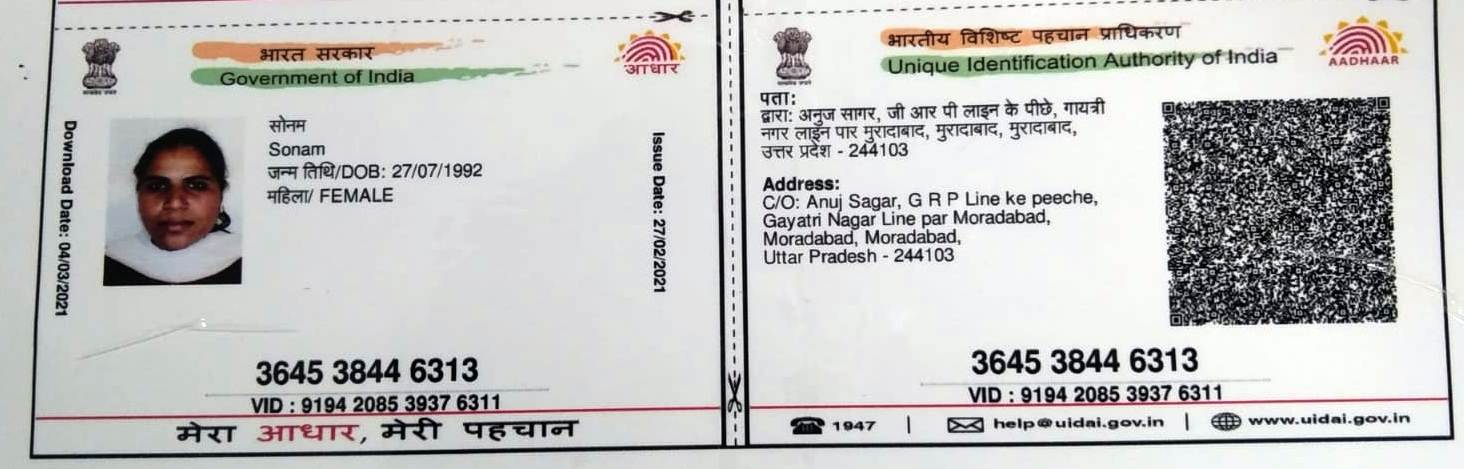 भारत सरकार
Government of India
आधार
सोनम
Sonam
जन्म तिथि/DOB: 27/07/1992
महिला/ FEMALE
Download Date: 04/03/2021
Issue Date: 27/02/2021
3645 3844 6313
VID : 9194 2085 3937 6311
मेरा आधार, मेरी पहचान
भारतीय विशिष्ट पहचान प्राधिकरण
Unique Identification Authority of India
AADHAAR
पता:
द्वारा: अनुज सागर, जी आर पी लाइन के पीछे, गायत्री
नगर लाईन पार मुरादाबाद, मुरादाबाद, मुरादाबाद,
उत्तर प्रदेश - 244103
Address:
C/O: Anuj Sagar, G R P Line ke peeche,
Gayatri Nagar Line par Moradabad,
Moradabad, Moradabad,
Uttar Pradesh - 244103
3645 3844 6313
VID : 9194 2085 3937 6311
1947 | help@uidai.gov.in | www.uidai.gov.in